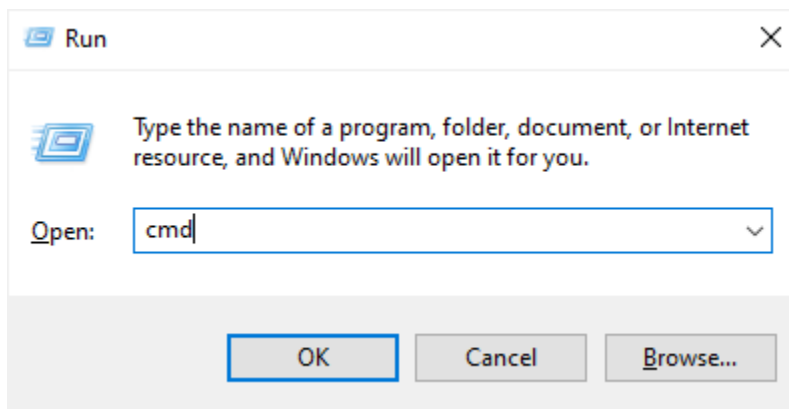 Run
Type the name of a program, folder, document, or Internet
resource, and Windows will open it for you.
Open: cmd
OK Cancel Browse...